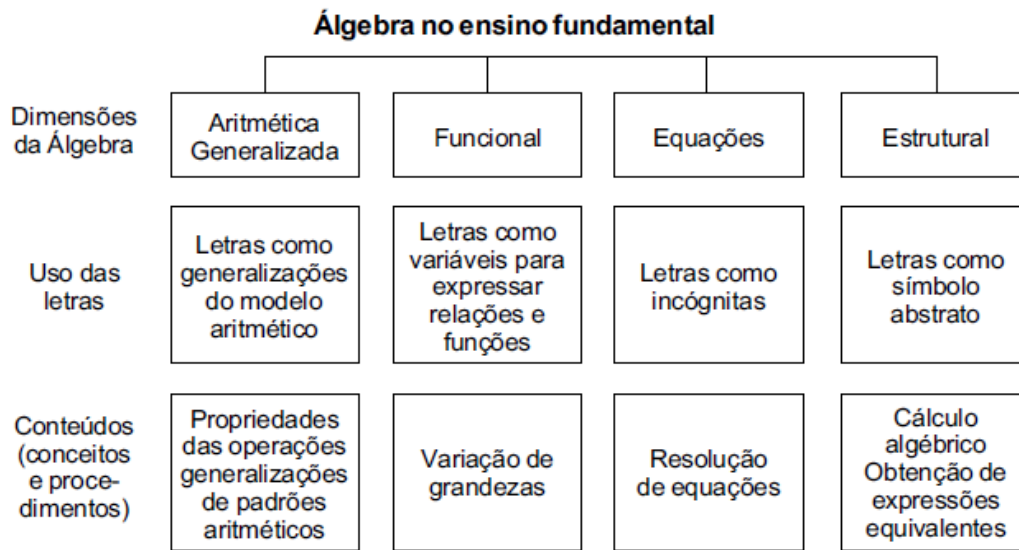 Álgebra no ensino fundamental
Dimensões
da Álgebra
Aritmética
Generalizada
Funcional
Equações
Estrutural
Uso das
letras
Letras como
generalizações
do modelo
aritmético
Letras como
variáveis para
expressar
relações e
funções
Letras como
incógnitas
Letras como
símbolo
abstrato
Conteúdos
(conceitos
e proce-
dimentos)
Propriedades
das operações
generalizações
de padrões
aritméticos
Variação de
grandezas
Resolução
de equações
Cálculo
algébrico
Obtenção de
expressões
equivalentes